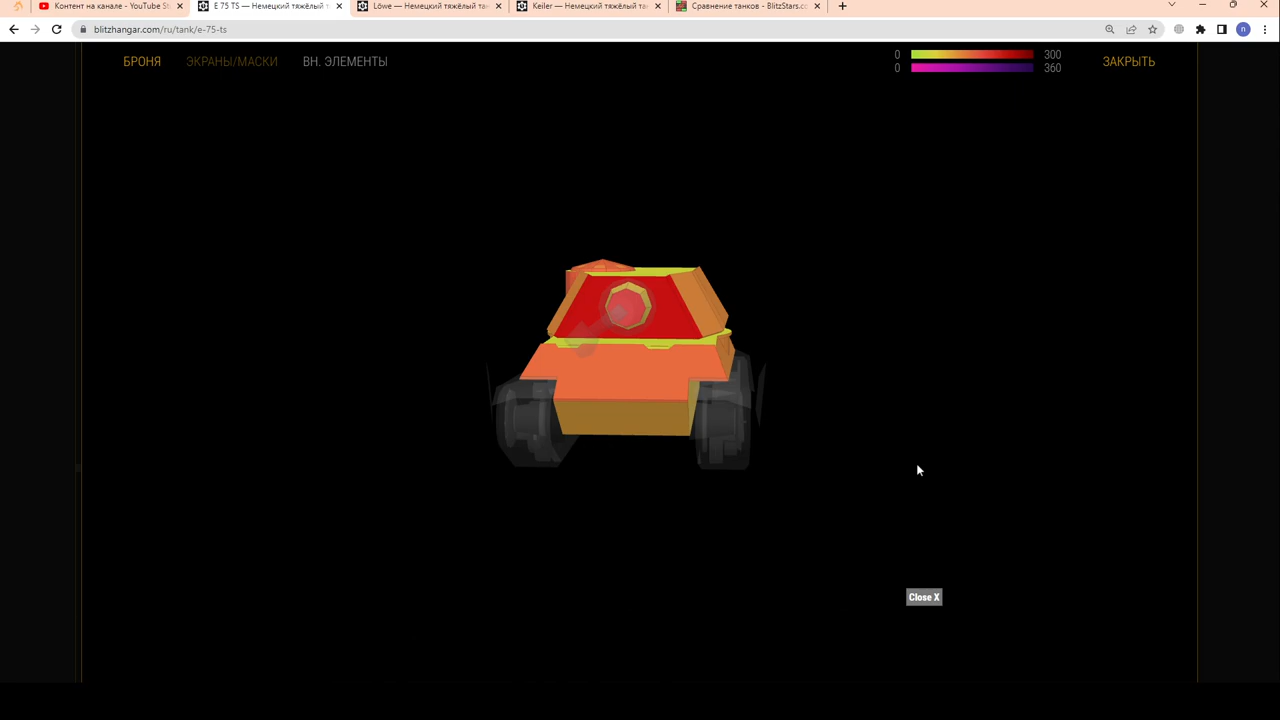 Контент на канале - YouTube St
E 75 TS — Немецкий тяжёлый т
Löwe — Немецкий тяжёлый тан
Keiler — Немецкий тяжёлый та
Сравнение танков - BlitzStars.co
blitzhangar.com/ru/tank/e-75-ts
n
БРОНЯ ЭКРАНЫ/МАСКИ ВН. ЭЛЕМЕНТЫ 0 300 ЗАКРЫТЬ
0 360
Close X